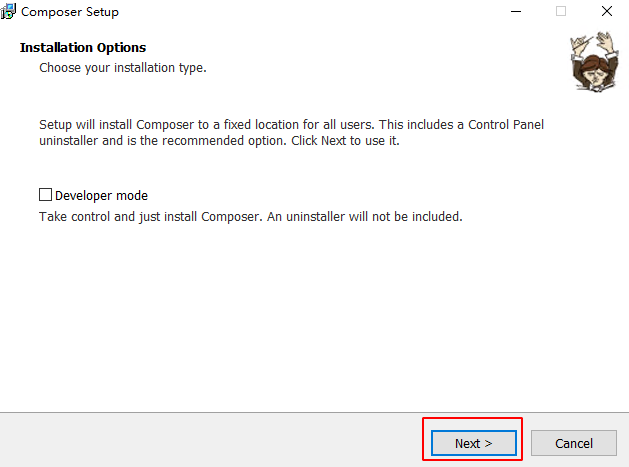 Composer Setup
Installation Options
Choose your installation type.
Setup will install Composer to a fixed location for all users. This includes a Control Panel
uninstaller and is the recommended option. Click Next to use it.
Developer mode
Take control and just install Composer. An uninstaller will not be included.
Next >
Cancel